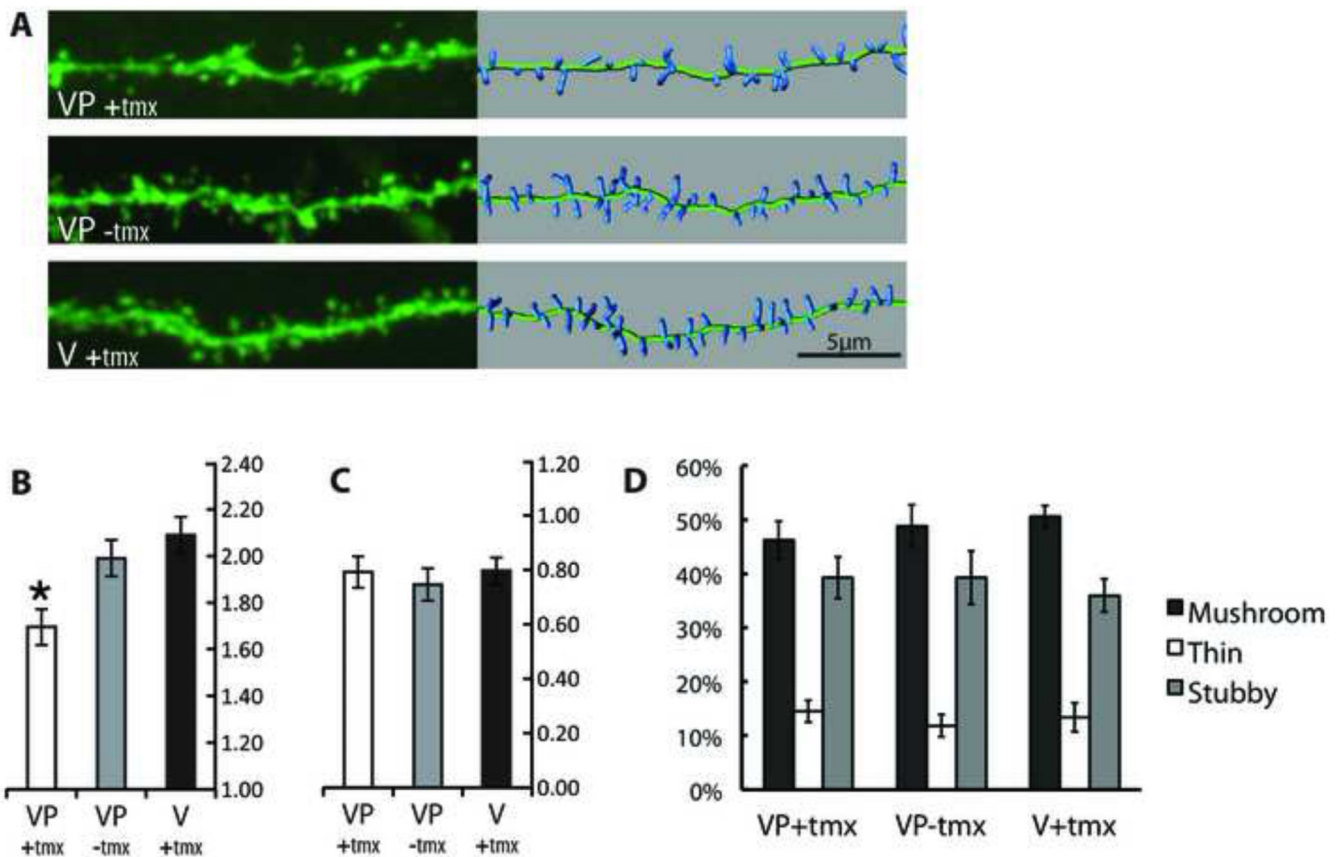 A
VP +tmx
VP -tmx
V +tmx
5µm
B
2.40
2.20
2.00
1.80
1.60
1.40
1.20
1.00
*
VP VP V
+tmx -tmx +tmx
C
1.20
1.00
0.80
0.60
0.40
0.20
0.00
VP VP V
+tmx -tmx +tmx
D
60%
50%
40%
30%
20%
10%
0%
VP+tmx VP-tmx V+tmx
Mushroom
Thin
Stubby